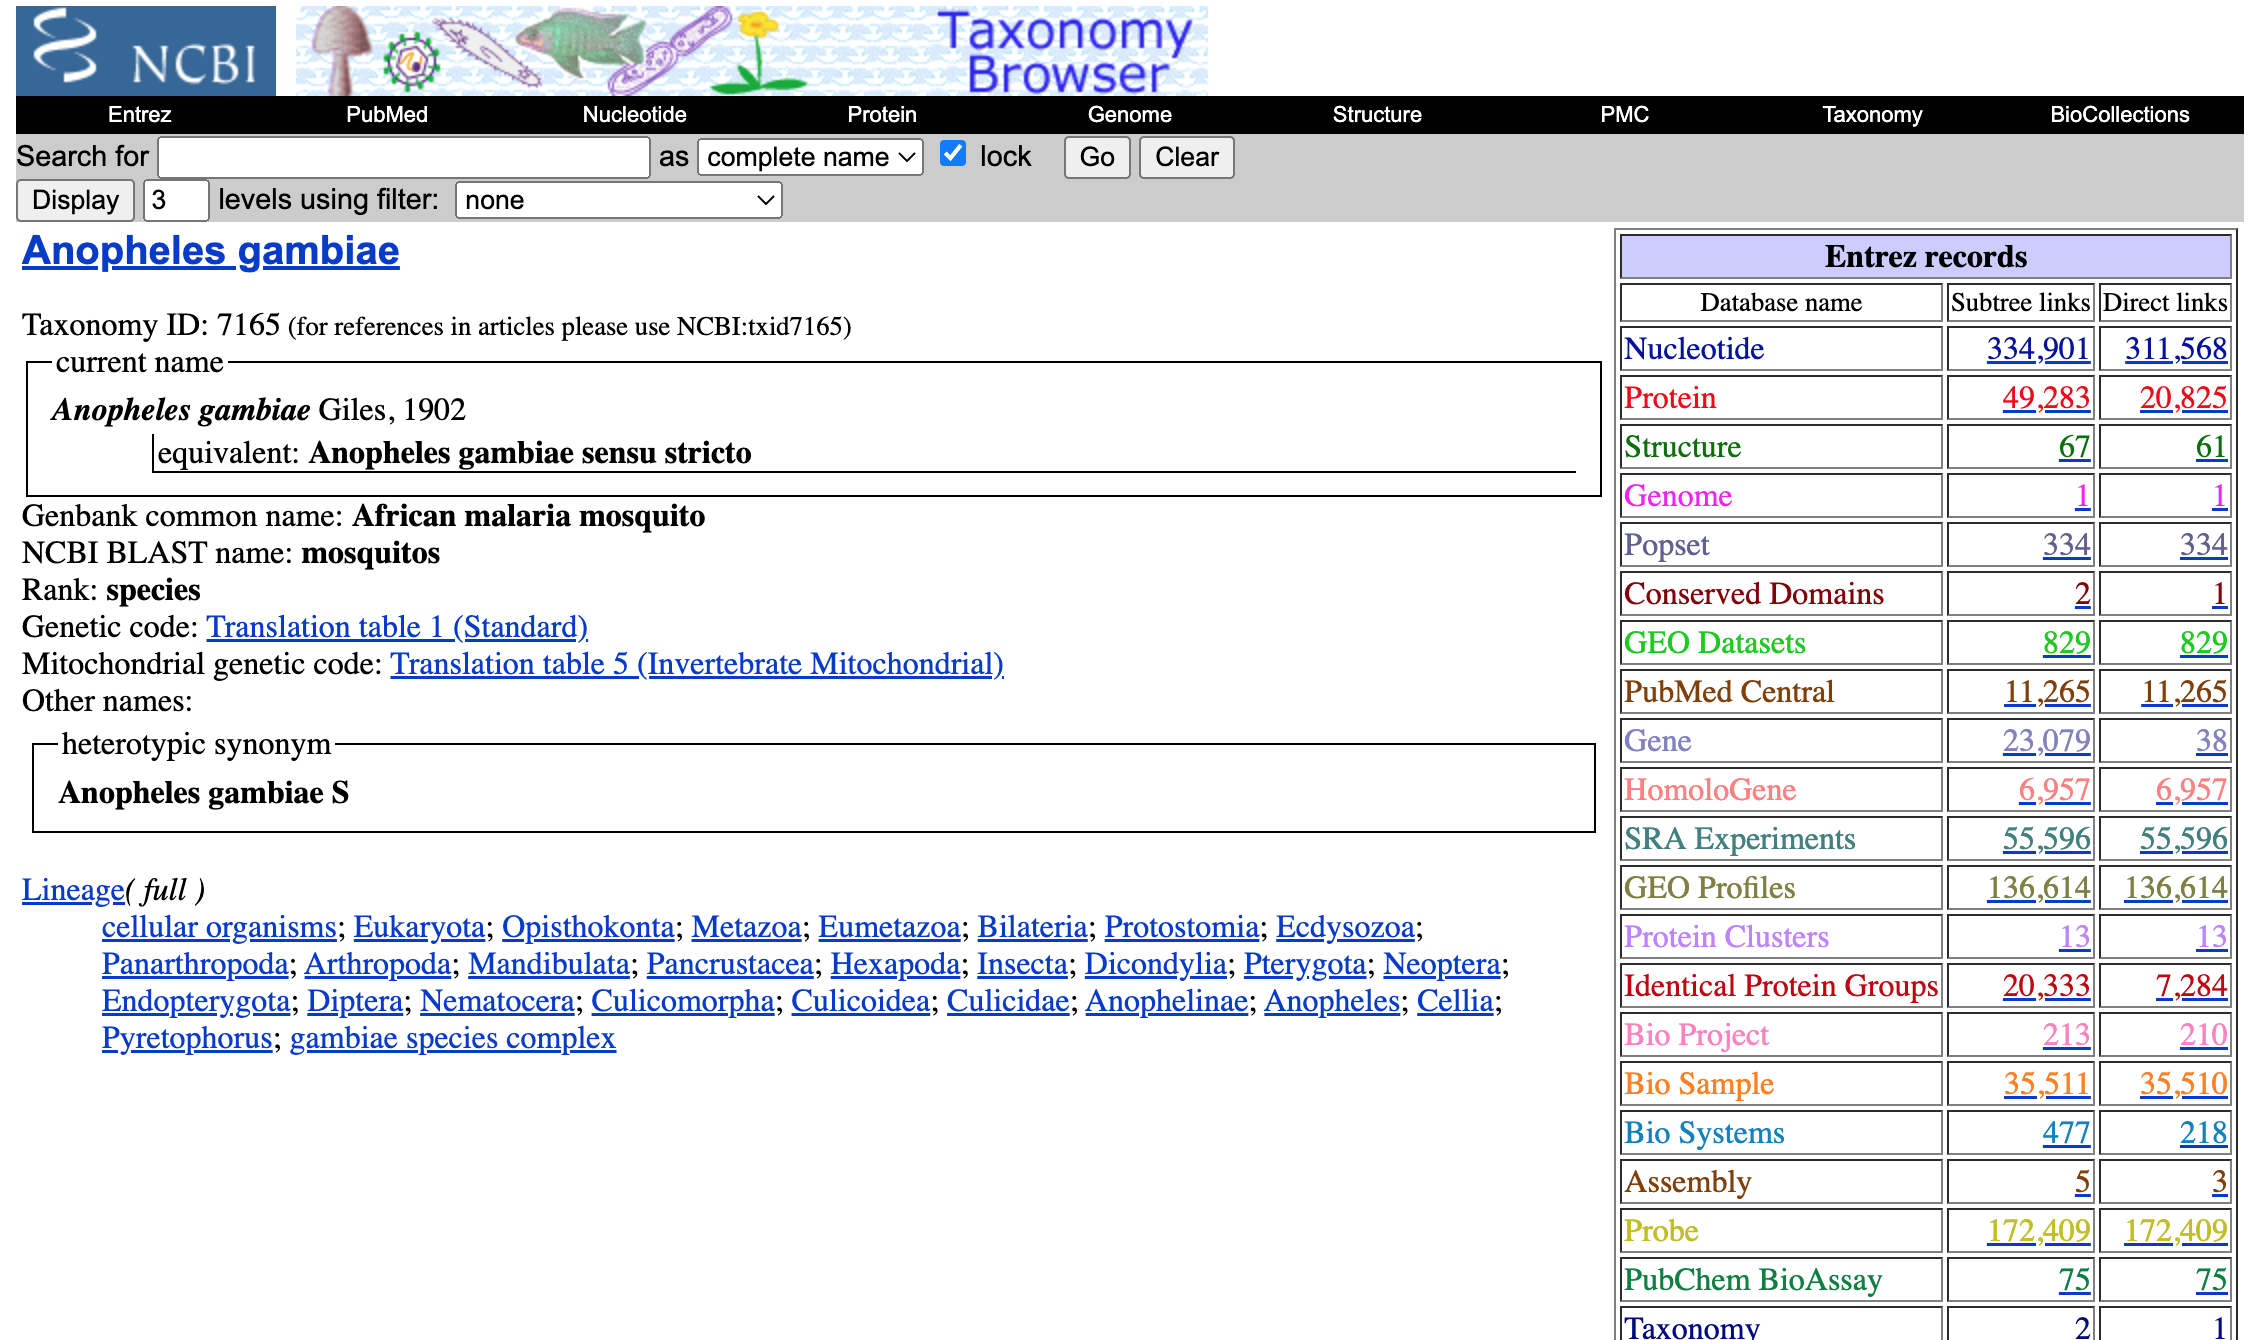 NCBI
Taxonomy
Browser
Entrez PubMed Nucleotide Protein Genome Structure PMC Taxonomy BioCollections
Search for as complete name lock Go Clear
Display 3 levels using filter: none
Anopheles gambiae
Taxonomy ID: 7165 (for references in articles please use NCBI:txid7165)
current name
Anopheles gambiae Giles, 1902
equivalent: Anopheles gambiae sensu stricto
Genbank common name: African malaria mosquito
NCBI BLAST name: mosquitos
Rank: species
Genetic code: Translation table 1 (Standard)
Mitochondrial genetic code: Translation table 5 (Invertebrate Mitochondrial)
Other names:
heterotypic synonym
Anopheles gambiae S
Lineage( full )
cellular organisms; Eukaryota; Opisthokonta; Metazoa; Eumetazoa; Bilateria; Protostomia; Ecdysozoa;
Panarthropoda; Arthropoda; Mandibulata; Pancrustacea; Hexapoda; Insecta; Dicondylia; Pterygota; Neoptera;
Endopterygota; Diptera; Nematocera; Culicomorpha; Culicoidea; Culicidae; Anophelinae; Anopheles; Cellia;
Pyretophorus; gambiae species complex
Entrez records
Database name Subtree links Direct links
Nucleotide 334,901 311,568
Protein 49,283 20,825
Structure 67 61
Genome 1 1
Popset 334 334
Conserved Domains 2 1
GEO Datasets 829 829
PubMed Central 11,265 11,265
Gene 23,079 38
HomoloGene 6,957 6,957
SRA Experiments 55,596 55,596
GEO Profiles 136,614 136,614
Protein Clusters 13 13
Identical Protein Groups 20,333 7,284
Bio Project 213 210
Bio Sample 35,511 35,510
Bio Systems 477 218
Assembly 5 3
Probe 172,409 172,409
PubChem BioAssay 75 75
Taxonomy 2 1